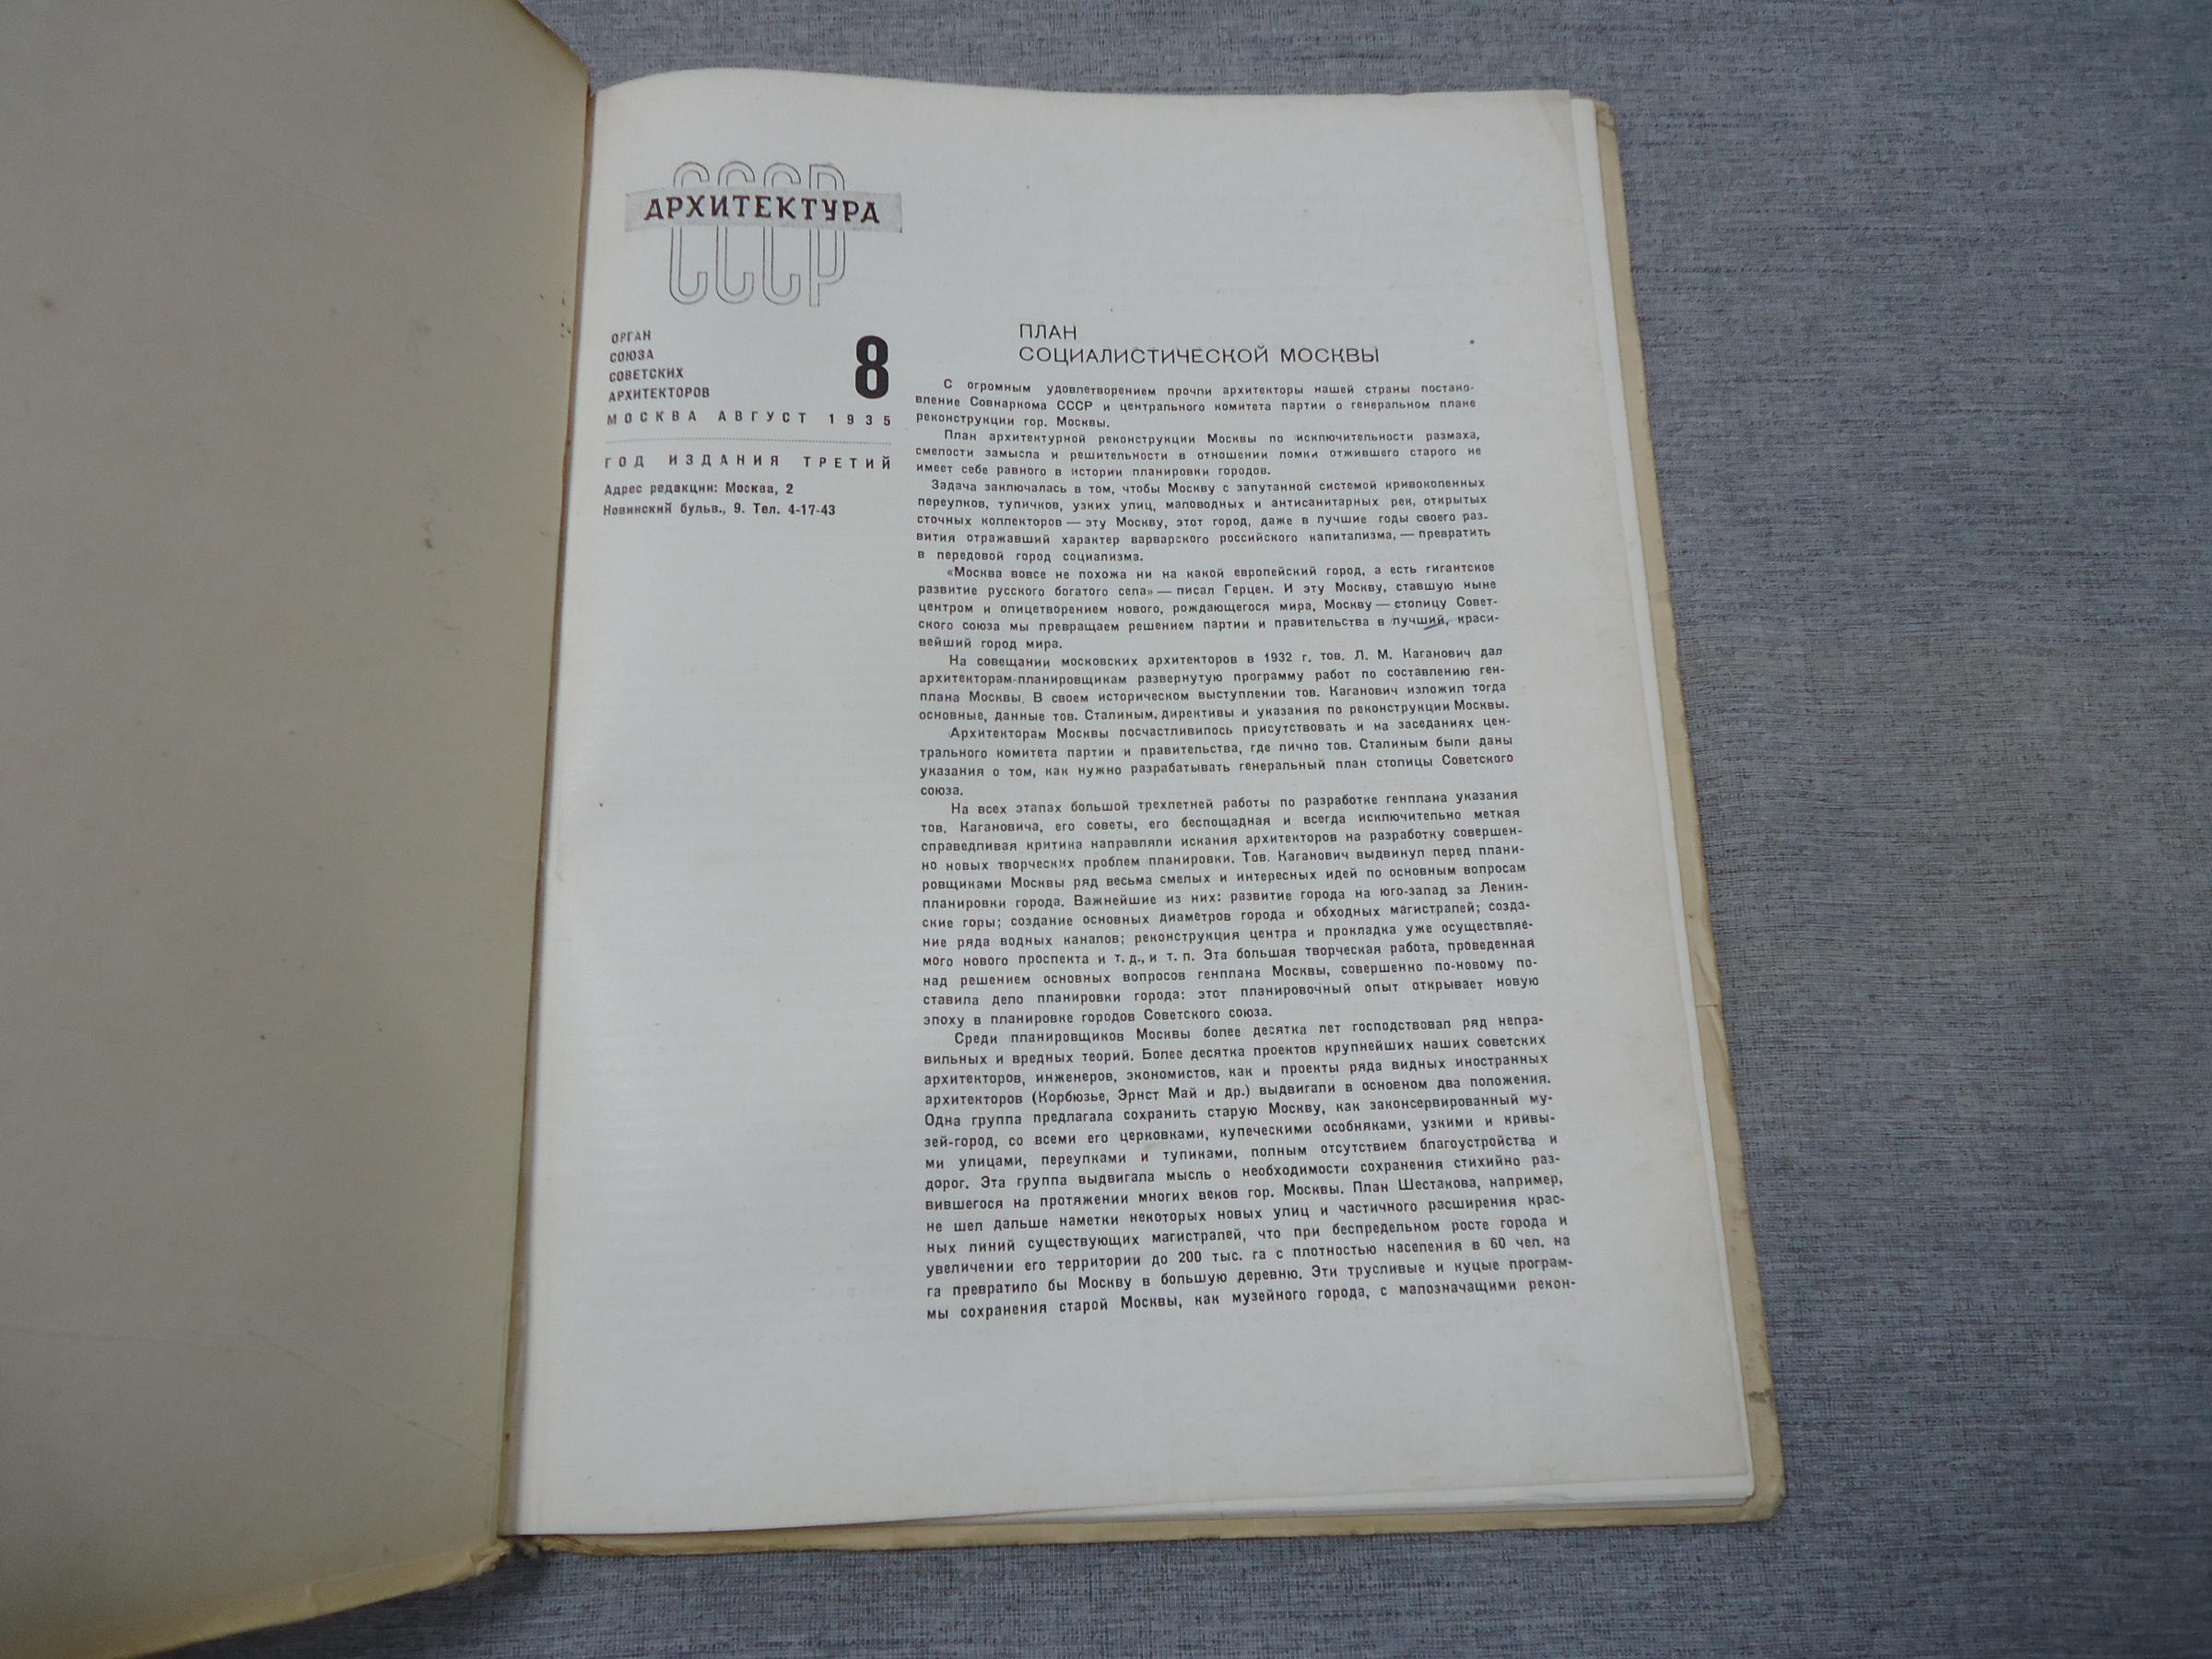 СССР
АРХИТЕКТУРА
ОРГАН
СОЮЗА
СОВЕТСКИХ
АРХИТЕКТОРОВ
8
МОСКВА АВГУСТ 1935
ГОД ИЗДАНИЯ ТРЕТИЙ
Адрес редакции: Москва, 2
Новинский бульв., 9. Тел. 4-17-43
ПЛАН
СОЦИАЛИСТИЧЕСКОЙ МОСКВЫ
С огромным удовлетворением прочли архитекторы нашей страны постано-
вление Совнаркома СССР и центрального комитета партии о генеральном плане
реконструкции гор. Москвы.
План архитектурной реконструкции Москвы по исключительности размаха,
смелости замысла и решительности в отношении ломки отжившего старого не
имеет себе равного в истории планировки городов.
Задача заключалась в том, чтобы Москву с запутанной системой кривоколенных
переулков, тупичков, узких улиц, маловодных и антисанитарных рек, открытых
сточных коллекторов — эту Москву, этот город, даже в лучшие годы своего раз-
вития отражавший характер варварского российского капитализма, — превратить
в передовой город социализма.
«Москва вовсе не похожа ни на какой европейский город, а есть гигантское
развитие русского богатого села» — писал Герцен. И эту Москву, ставшую ныне
центром и олицетворением нового, рождающегося мира, Москву — столицу Совет-
ского союза мы превращаем решением партии и правительства в лучший, краси-
вейший город мира.
На совещании московских архитекторов в 1932 г. тов. Л. М. Каганович дал
архитекторам-планировщикам развернутую программу работ по составлению ген-
плана Москвы. В своем историческом выступлении тов. Каганович изложил тогда
основные, данные тов. Сталиным, директивы и указания по реконструкции Москвы.
Архитекторам Москвы посчастливилось присутствовать и на заседаниях цен-
трального комитета партии и правительства, где лично тов. Сталиным были даны
указания о том, как нужно разрабатывать генеральный план столицы Советского
союза.
На всех этапах большой трехлетней работы по разработке генплана указания
тов. Кагановича, его советы, его беспощадная и всегда исключительно меткая
справедливая критика направляли искания архитекторов на разработку совершен-
но новых творческих проблем планировки. Тов. Каганович выдвинул перед плани-
ровщиками Москвы ряд весьма смелых и интересных идей по основным вопросам
планировки города. Важнейшие из них: развитие города на юго-запад за Ленин-
ские горы; создание основных диаметров города и обходных магистралей; созда-
ние ряда водных каналов; реконструкция центра и прокладка уже осуществляе-
мого нового проспекта и т. д., и т. п. Эта большая творческая работа, проведенная
над решением основных вопросов генплана Москвы, совершенно по-новому по-
ставила дело планировки города: этот планировочный опыт открывает новую
эпоху в планировке городов Советского союза.
Среди планировщиков Москвы более десятка лет господствовал ряд непра-
вильных и вредных теорий. Более десятка проектов крупнейших наших советских
архитекторов, инженеров, экономистов, как и проекты ряда видных иностранных
архитекторов (Корбюзье, Эрнст Май и др.) выдвигали в основном два положения.
Одна группа предлагала сохранить старую Москву, как законсервированный му-
зей-город, со всеми его церковками, купеческими особняками, узкими и кривы-
ми улицами, переулками и тупиками, полным отсутствием благоустройства и
дорог. Эта группа выдвигала мысль о необходимости сохранения стихийно раз-
вившегося на протяжении многих веков гор. Москвы. План Шестакова, например,
не шел дальше наметки некоторых новых улиц и частичного расширения крас-
ных линий существующих магистралей, что при беспредельном росте города и
увеличении его территории до 200 тыс. га с плотностью населения в 60 чел. на
га превратило бы Москву в большую деревню. Эти трусливые и куцые програм-
мы сохранения старой Москвы, как музейного города, с малозначащими рекон-